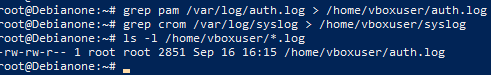 root@Debianone:~# grep pam /var/log/auth.log > /home/vboxuser/auth.log
root@Debianone:~# grep crom /var/log/syslog > /home/vboxuser/syslog
root@Debianone:~# ls -l /home/vboxuser/*.log
-rw-rw-r-- 1 root root 2851 Sep 16 16:15 /home/vboxuser/auth.log
root@Debianone:~#